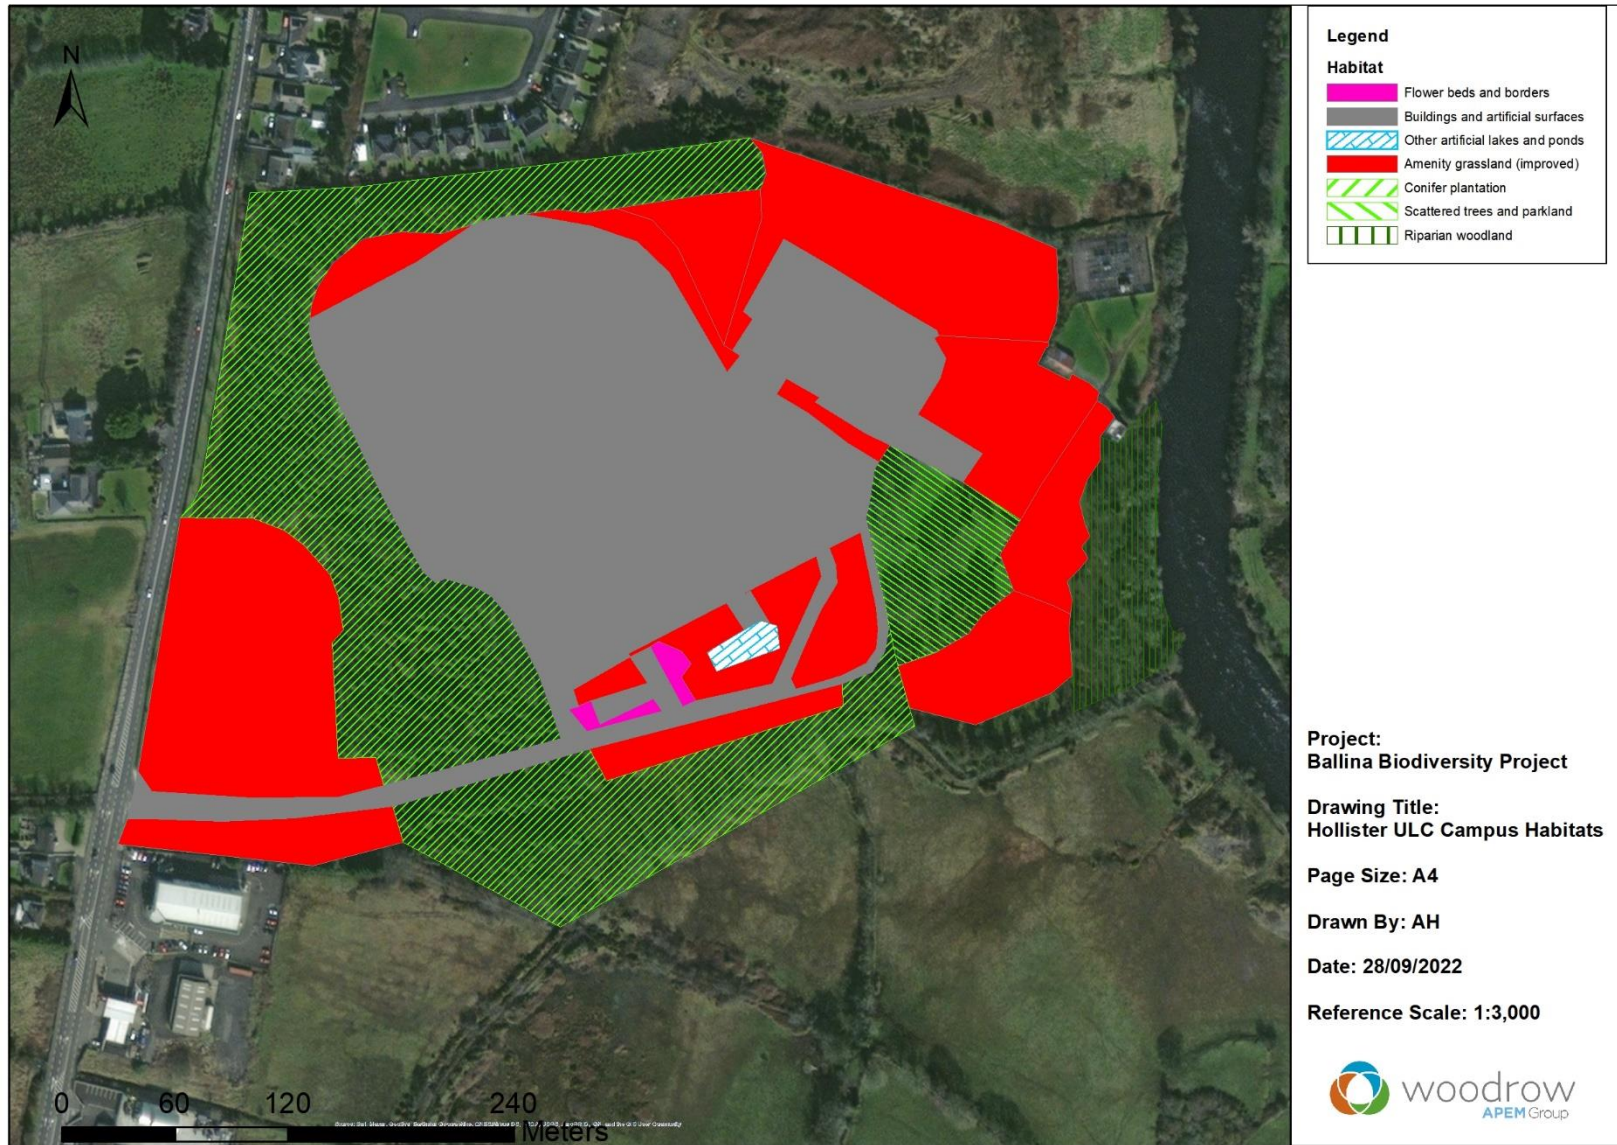 N
Legend
Habitat
Flower beds and borders
Buildings and artificial surfaces
Other artificial lakes and ponds
Amenity grassland (improved)
Conifer plantation
Scattered trees and parkland
Riparian woodland
Project:
Ballina Biodiversity Project
Drawing Title:
Hollister ULC Campus Habitats
Page Size: A4
Drawn By: AH
Date: 28/09/2022
Reference Scale: 1:3,000
woodrow
APEM Group
0 60 120 240
Meters